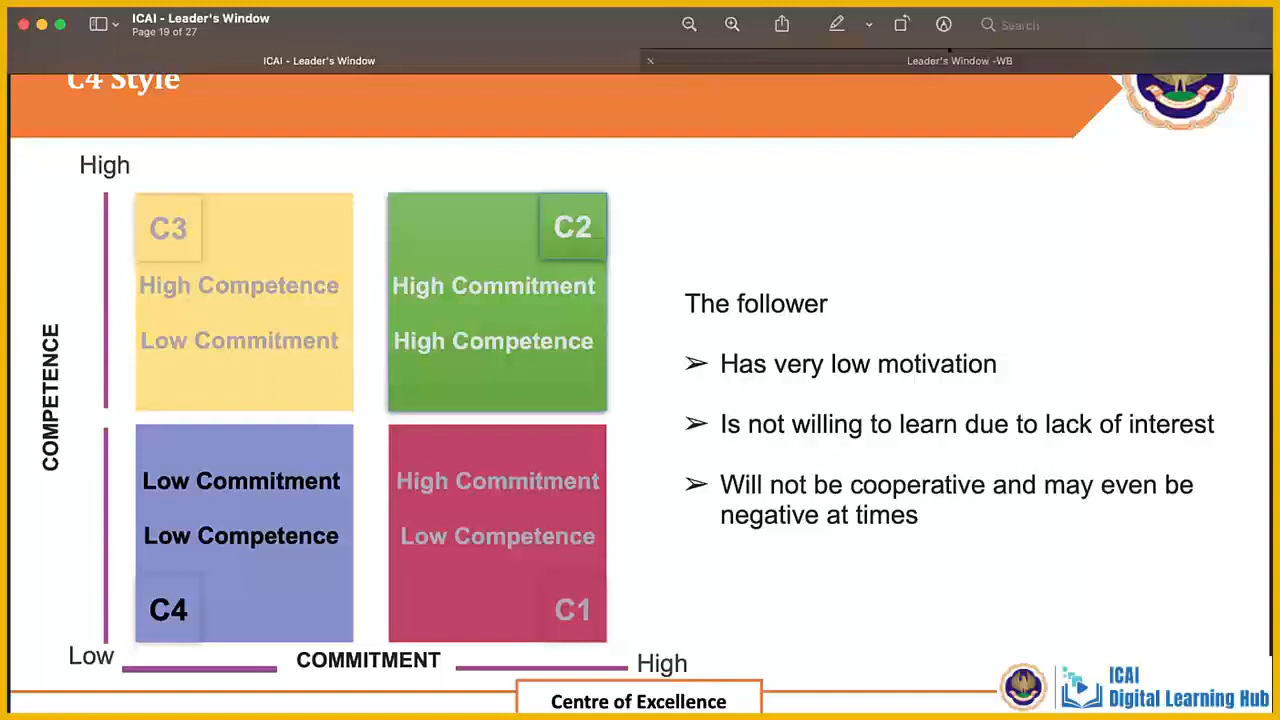 ICAI - Leader's Window
Page 19 of 27
Search
ICAI - Leader's Window
Leader's Window -WB
C4 Style
High
C3
High Competence
Low Commitment
C2
High Commitment
High Competence
COMPETENCE
Low Commitment
Low Competence
C4
High Commitment
Low Competence
C1
Low
COMMITMENT
High
The follower
➢ Has very low motivation
➢ Is not willing to learn due to lack of interest
➢ Will not be cooperative and may even be
negative at times
Centre of Excellence
ICAI
Digital Learning Hub